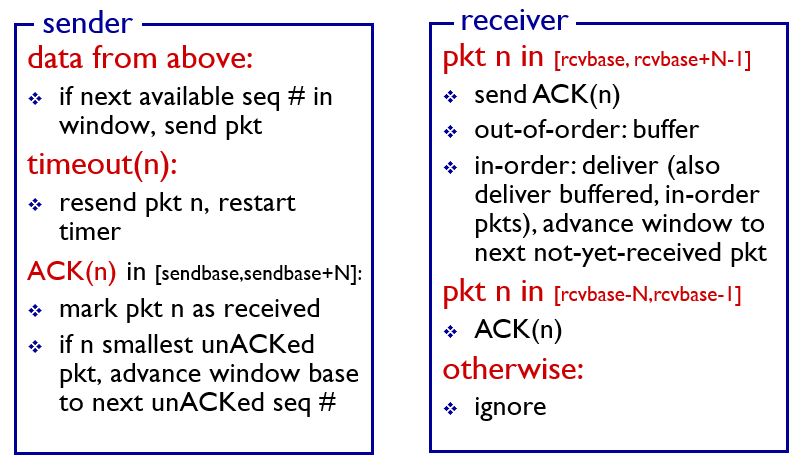 sender
data from above:
❖ if next available seq # in
window, send pkt
timeout(n):
❖ resend pkt n, restart
timer
ACK(n) in [sendbase,sendbase+N]:
❖ mark pkt n as received
❖ if n smallest unACKed
pkt, advance window base
to next unACKed seq #
receiver
pkt n in [rcvbase, rcvbase+N-1]
❖ send ACK(n)
❖ out-of-order: buffer
❖ in-order: deliver (also
deliver buffered, in-order
pkts), advance window to
next not-yet-received pkt
pkt n in [rcvbase-N,rcvbase-1]
❖ ACK(n)
otherwise:
❖ ignore